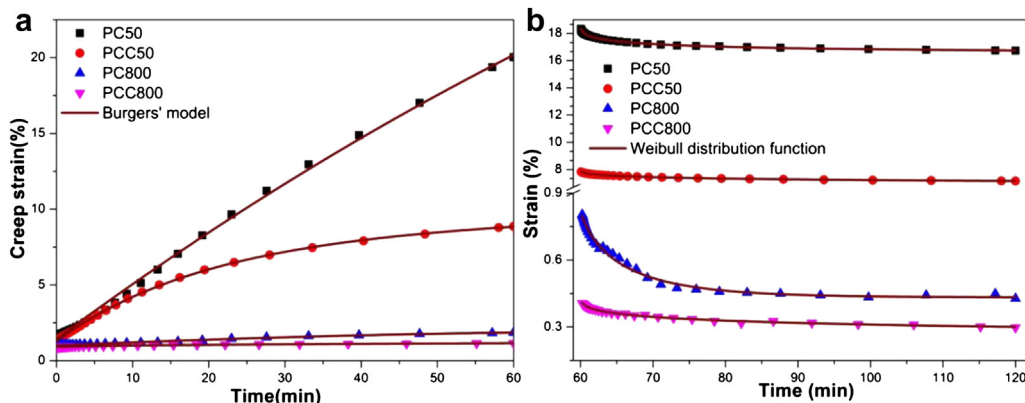 a
PC50
PCC50
PC800
PCC800
Burgers' model
Creep strain(%)
20
15
10
5
0
0 10 20 30 40 50 60
Time(min)
b
PC50
PCC50
PC800
PCC800
Weibull distribution function
Strain (%)
18
16
14
12
10
8
6
0.9
0.6
0.3
60 70 80 90 100 110 120
Time (min)